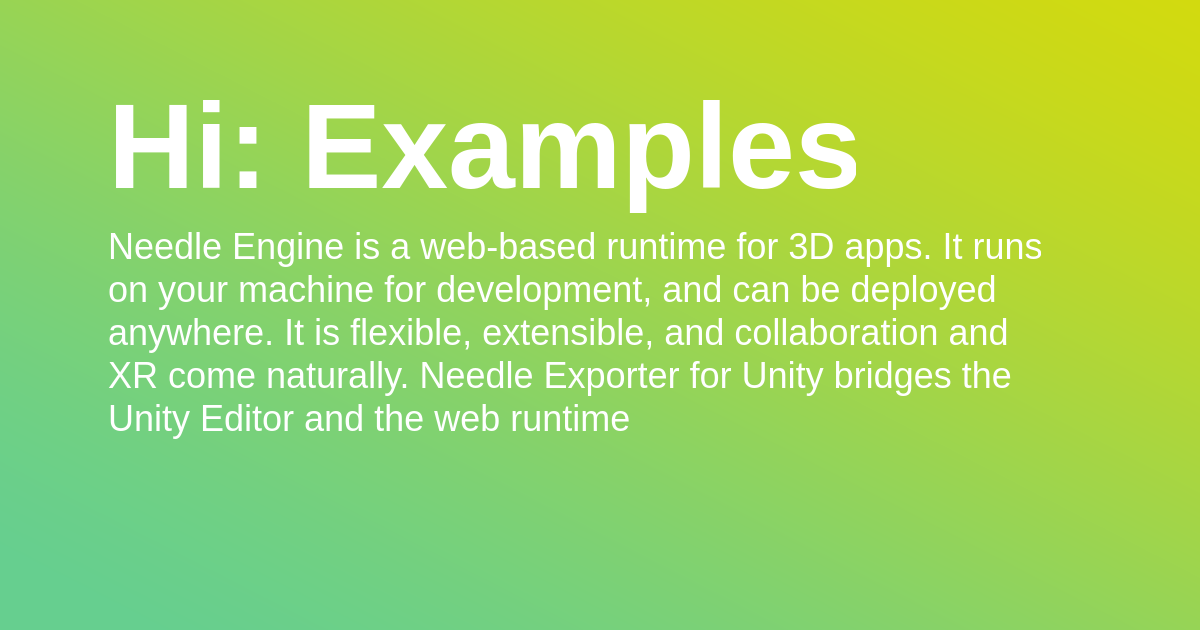 Hi: Examples
Needle Engine is a web-based runtime for 3D apps. It runs
on your machine for development, and can be deployed
anywhere. It is flexible, extensible, and collaboration and
XR come naturally. Needle Exporter for Unity bridges the
Unity Editor and the web runtime